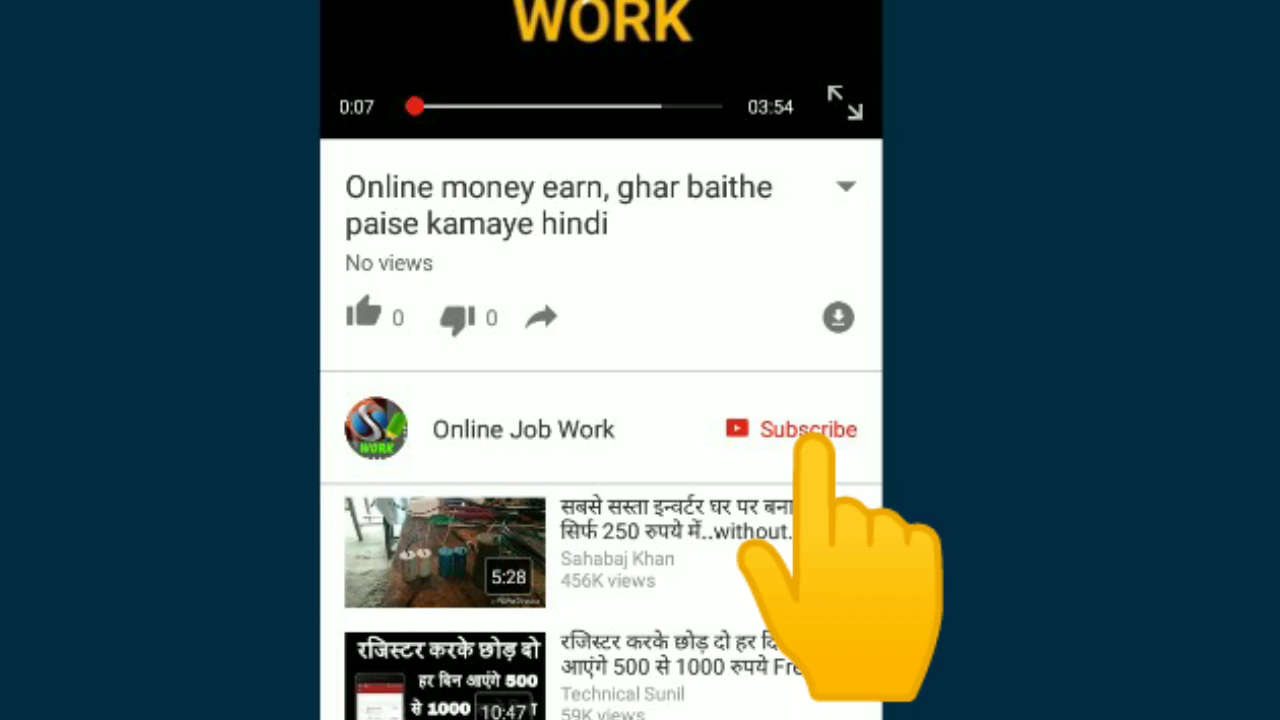 WORK
0:07
03:54
Online money earn, ghar baithe
paise kamaye hindi
No views
0
0
Online Job Work
Subscribe
WORK
सबसे सस्ता इन्वर्टर घर पर बना
सिर्फ 250 रुपये में..without.
Sahabaj Khan
456K views
5:28
रजिस्टर करके छोड़ दो हर
आएंगे 500 से 1000 रुपये
Technical Sunil
59K views
रजिस्टर करके छोड़ दो
हर दिन आएंगे 500
से 1000
10:47